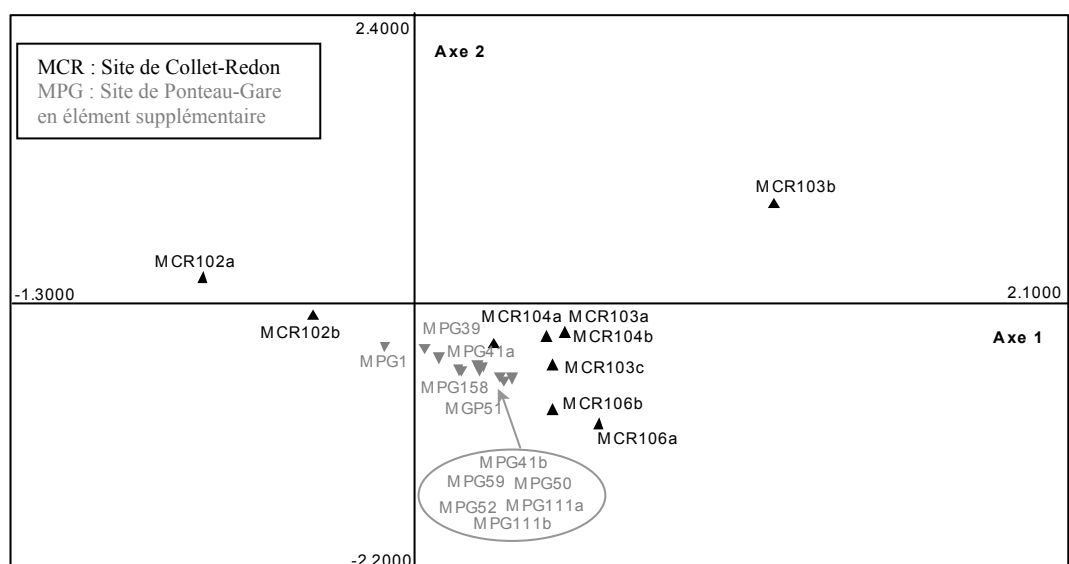 2.4000
Axe 2
MCR : Site de Collet-Redon
MPG : Site de Ponteau-Gare
en élément supplémentaire
MCR103b
MCR102a
-1.3000
2.1000
MCR102b
MCR104a
MCR103a
MPG39
MCR104b
Axe 1
MPG1
MPG41a
MCR103c
MPG158
MGP51
MCR106b
MCR106a
MPG41b
MPG59
MPG50
MPG52
MPG111a
MPG111b
-2.2000